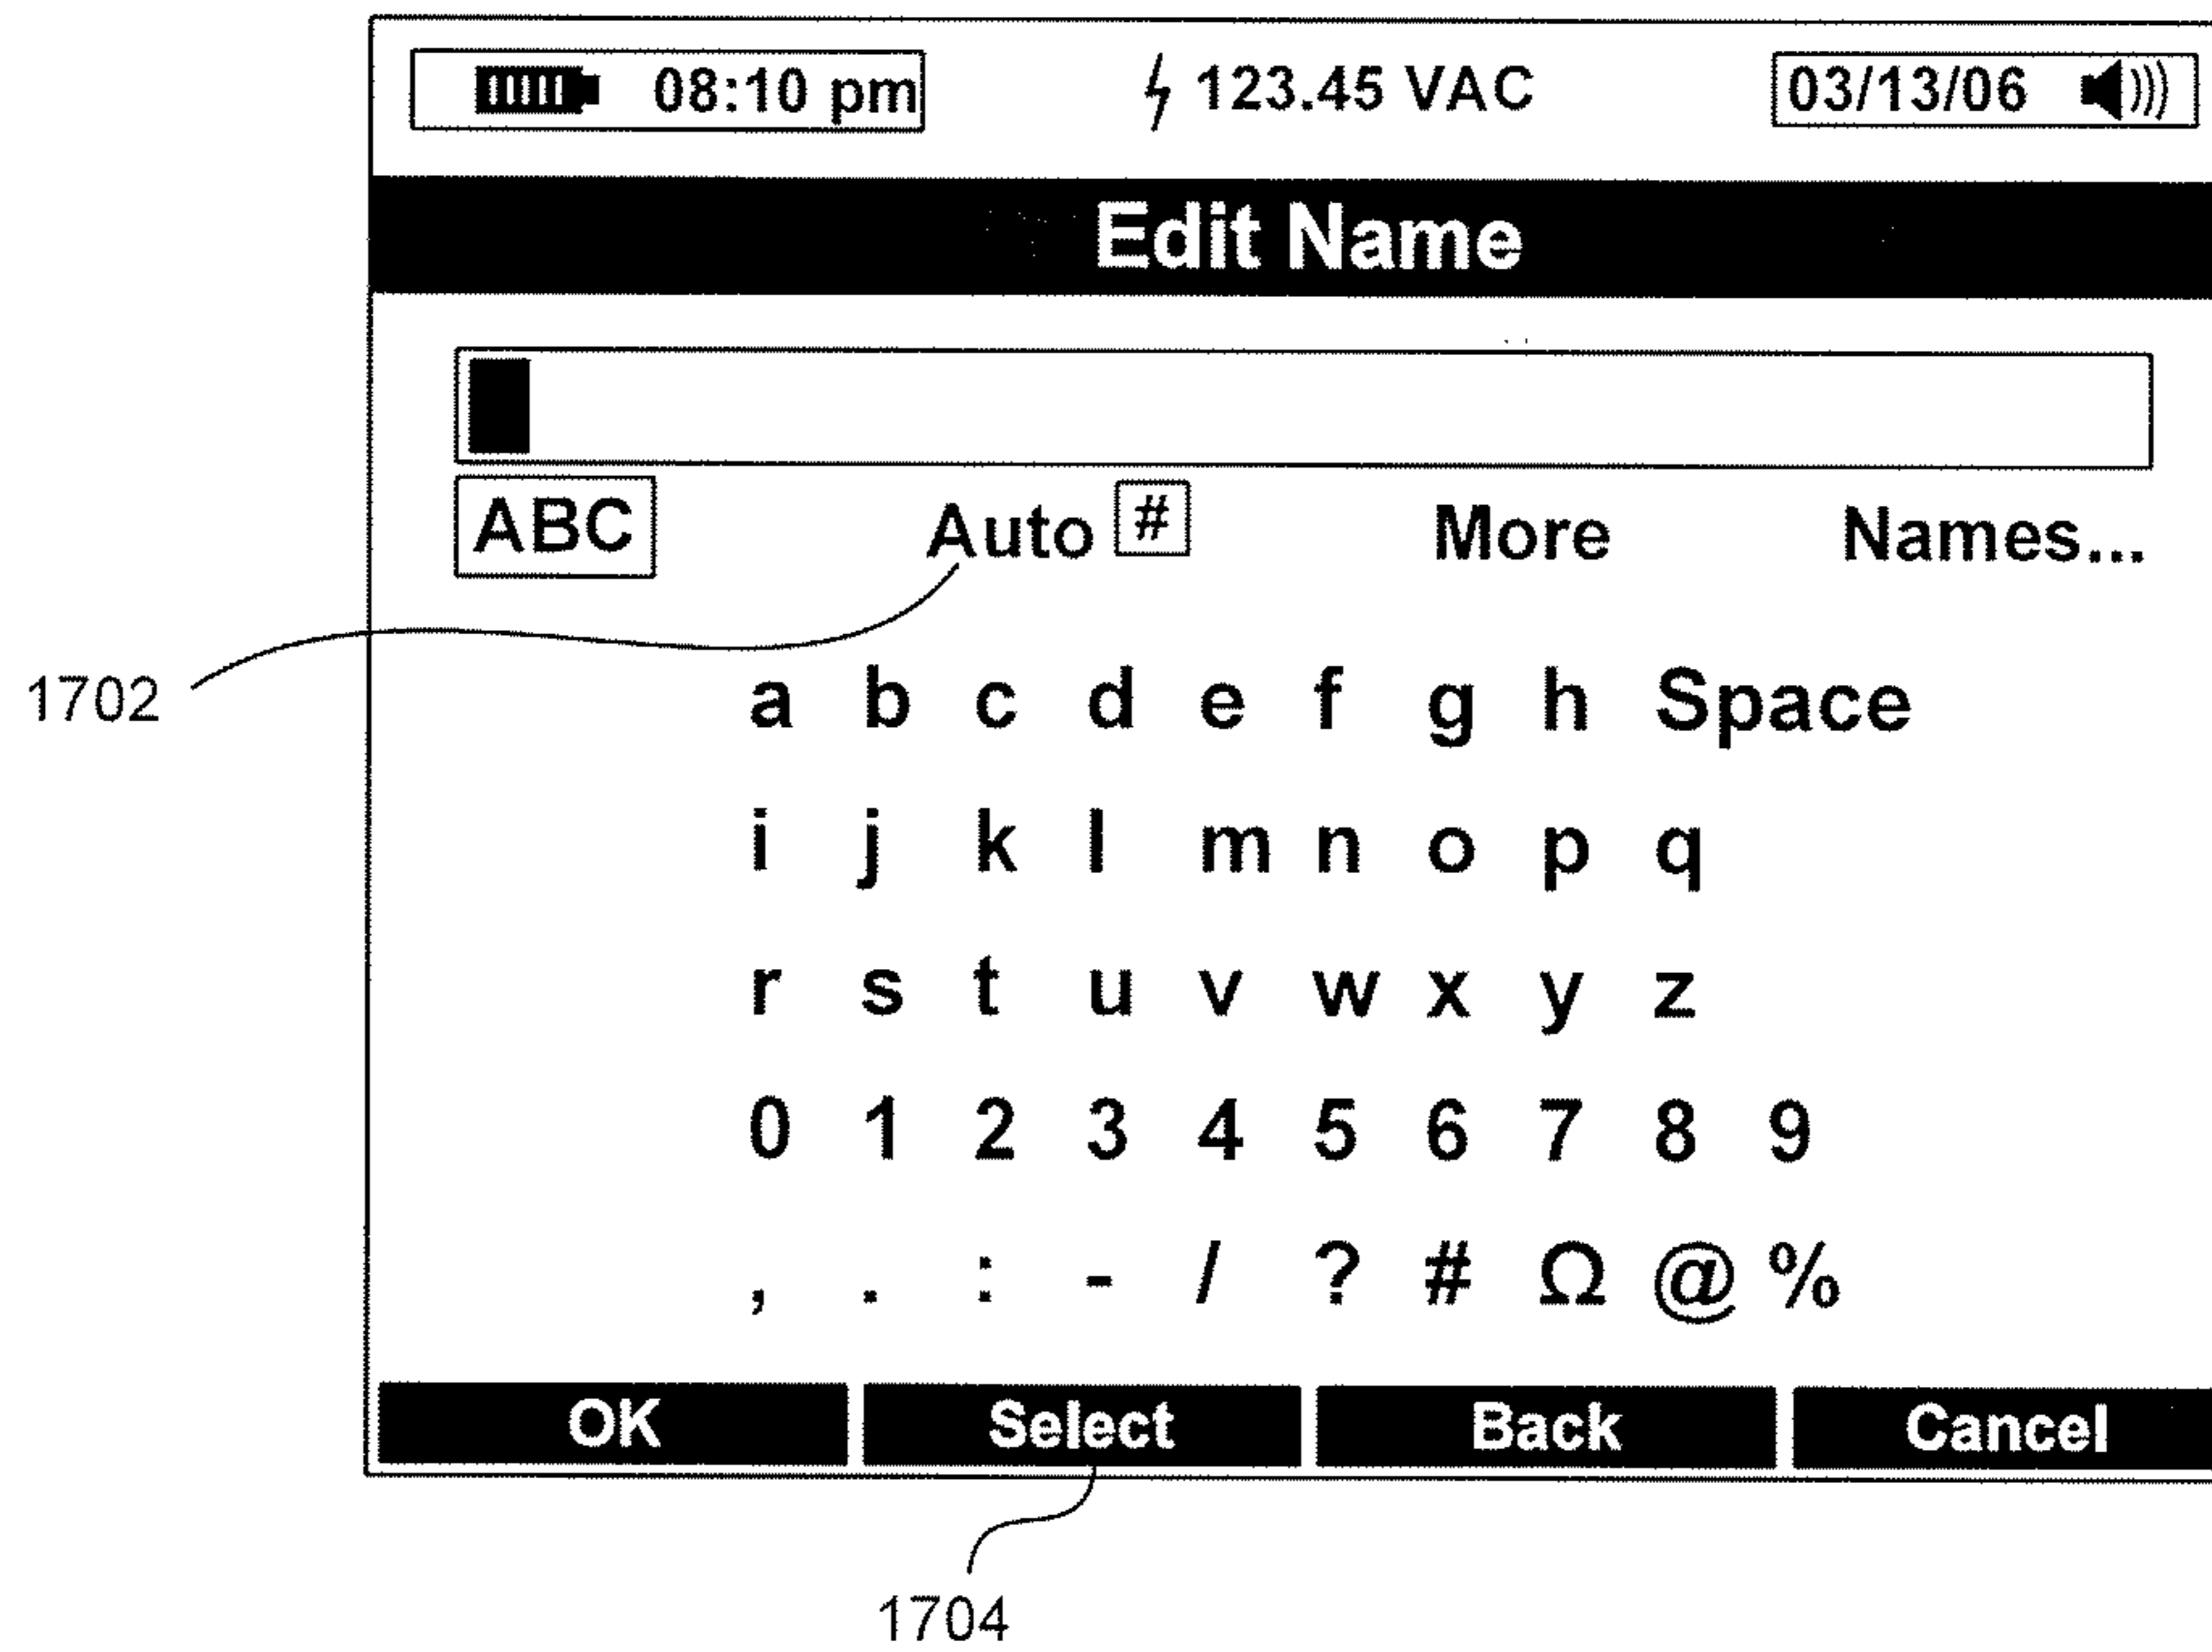 08:10 pm 123.45 VAC 03/13/06
Edit Name
ABC Auto # More Names...
1702
a b c d e f g h Space
i j k l m n o p q
r s t u v w x y z
0 1 2 3 4 5 6 7 8 9
, . : - / ? # Ω @ %
OK Select Back Cancel
1704